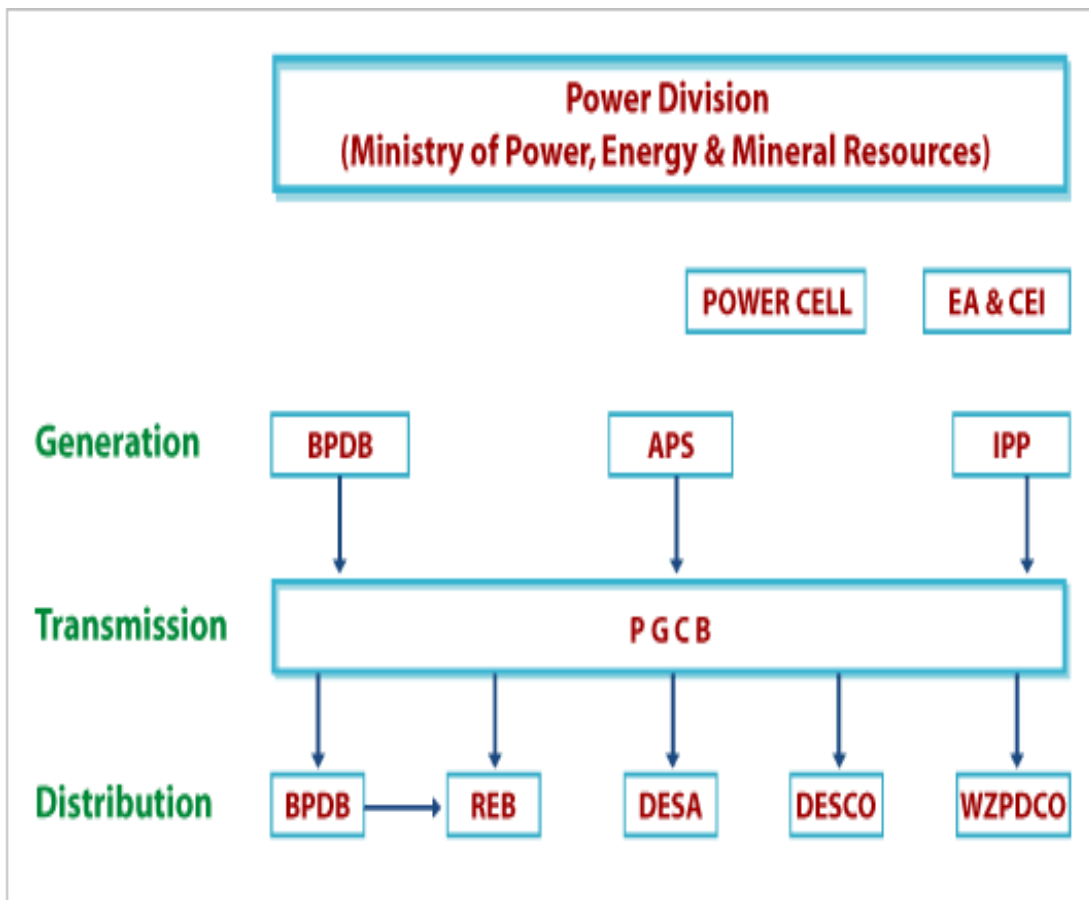 Power Division
(Ministry of Power, Energy & Mineral Resources)
POWER CELL
EA & CEI
Generation
BPDB
APS
IPP
Transmission
P G C B
Distribution
BPDB
REB
DESA
DESCO
WZPDCO